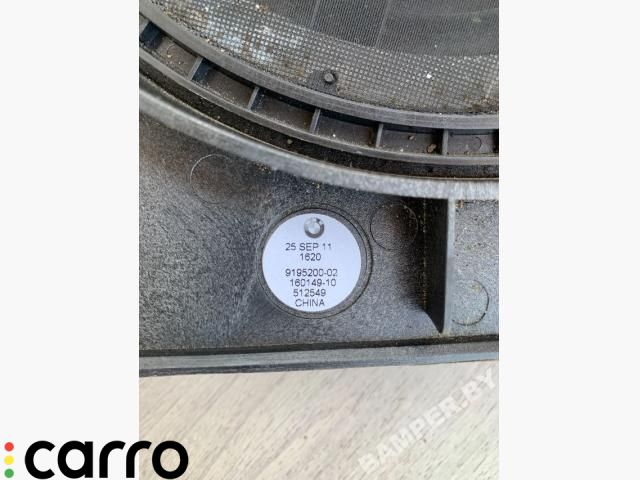 25 SEP 11
1620
9195200-02
160149-10
512549
CHINA
BAMPER.BY
carro